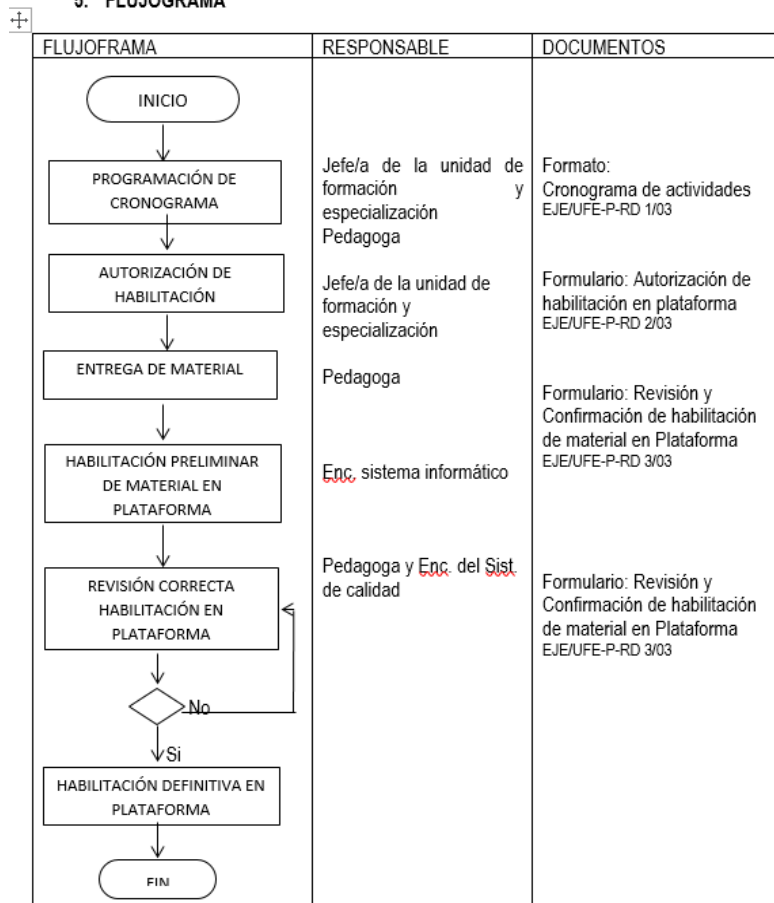 5. FLUJOGRAMA
FLUJOFRAMA
RESPONSABLE
DOCUMENTOS
INICIO
PROGRAMACIÓN DE
CRONOGRAMA
Jefe/a de la unidad de
formación y
especialización
Pedagoga
Formato:
Cronograma de actividades
EJE/UFE-P-RD 1/03
AUTORIZACIÓN DE
HABILITACIÓN
Jefe/a de la unidad de
formación y
especialización
Formulario: Autorización de
habilitación en plataforma
EJE/UFE-P-RD 2/03
ENTREGA DE MATERIAL
Pedagoga
Formulario: Revisión y
Confirmación de habilitación
de material en Plataforma
EJE/UFE-P-RD 3/03
HABILITACIÓN PRELIMINAR
DE MATERIAL EN
PLATAFORMA
Enc. sistema informático
REVISIÓN CORRECTA
HABILITACIÓN EN
PLATAFORMA
Pedagoga y Enc. del Sist.
de calidad
Formulario: Revisión y
Confirmación de habilitación
de material en Plataforma
EJE/UFE-P-RD 3/03
No
Si
HABILITACIÓN DEFINITIVA EN
PLATAFORMA
FIN